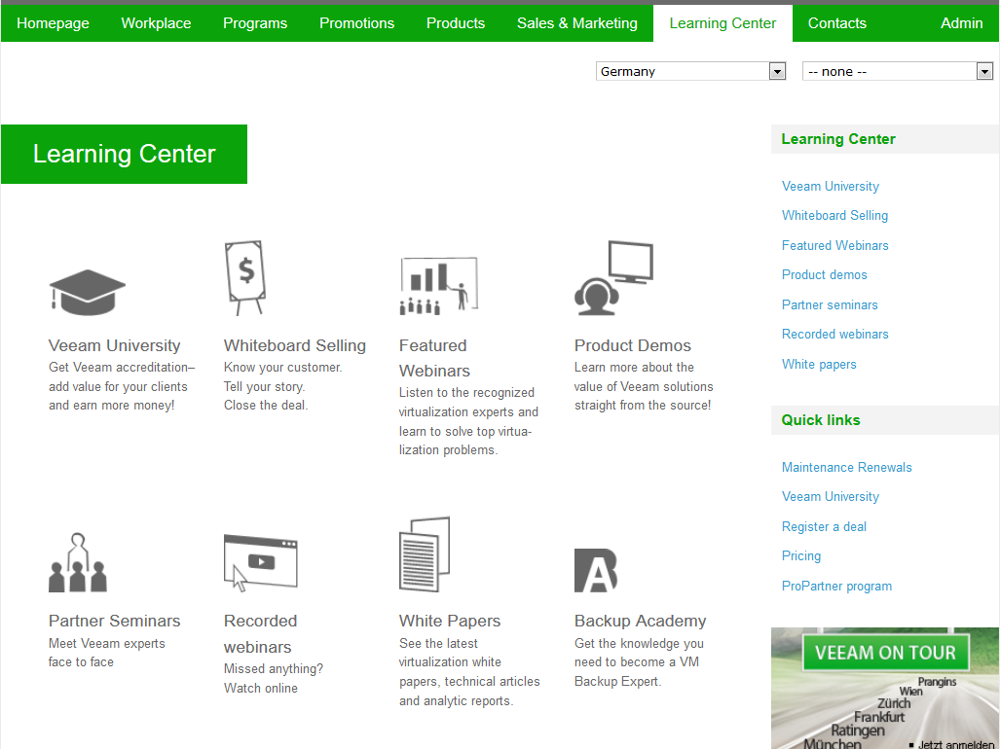 Homepage Workplace Programs Promotions Products Sales & Marketing Learning Center Contacts Admin
Germany
-- none --
Learning Center
Veeam University
Get Veeam accreditation–
add value for your clients
and earn more money!
$
Whiteboard Selling
Know your customer.
Tell your story.
Close the deal.
Featured
Webinars
Listen to the recognized
virtualization experts and
learn to solve top virtua-
lization problems.
Product Demos
Learn more about the
value of Veeam solutions
straight from the source!
Partner Seminars
Meet Veeam experts
face to face
Recorded
webinars
Missed anything?
Watch online
White Papers
See the latest
virtualization white
papers, technical articles
and analytic reports.
Backup Academy
Get the knowledge you
need to become a VM
Backup Expert.
Learning Center
Veeam University
Whiteboard Selling
Featured Webinars
Product demos
Partner seminars
Recorded webinars
White papers
Quick links
Maintenance Renewals
Veeam University
Register a deal
Pricing
ProPartner program
VEEAM ON TOUR
Prangins
Wien
Zürich
Frankfurt
Ratingen
München
Jetzt anmelden